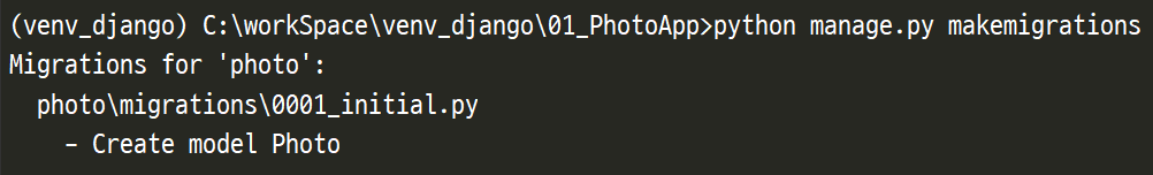 (venv_django) C:\workSpace\venv_django\01_PhotoApp>python manage.py makemigrations
Migrations for 'photo':
  photo\migrations\0001_initial.py
    - Create model Photo